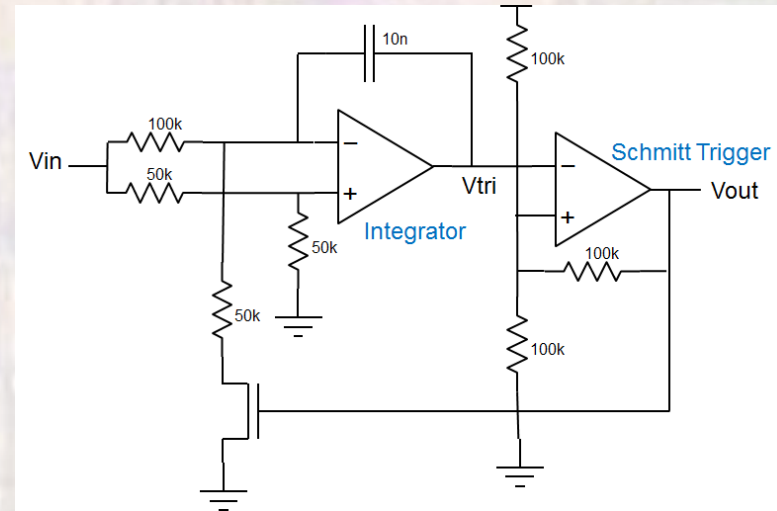 10n
100k
100k
Vin
50k
Schmitt Trigger
Vtri
Vout
Integrator
50k
100k
50k
100k
−
+
−
+